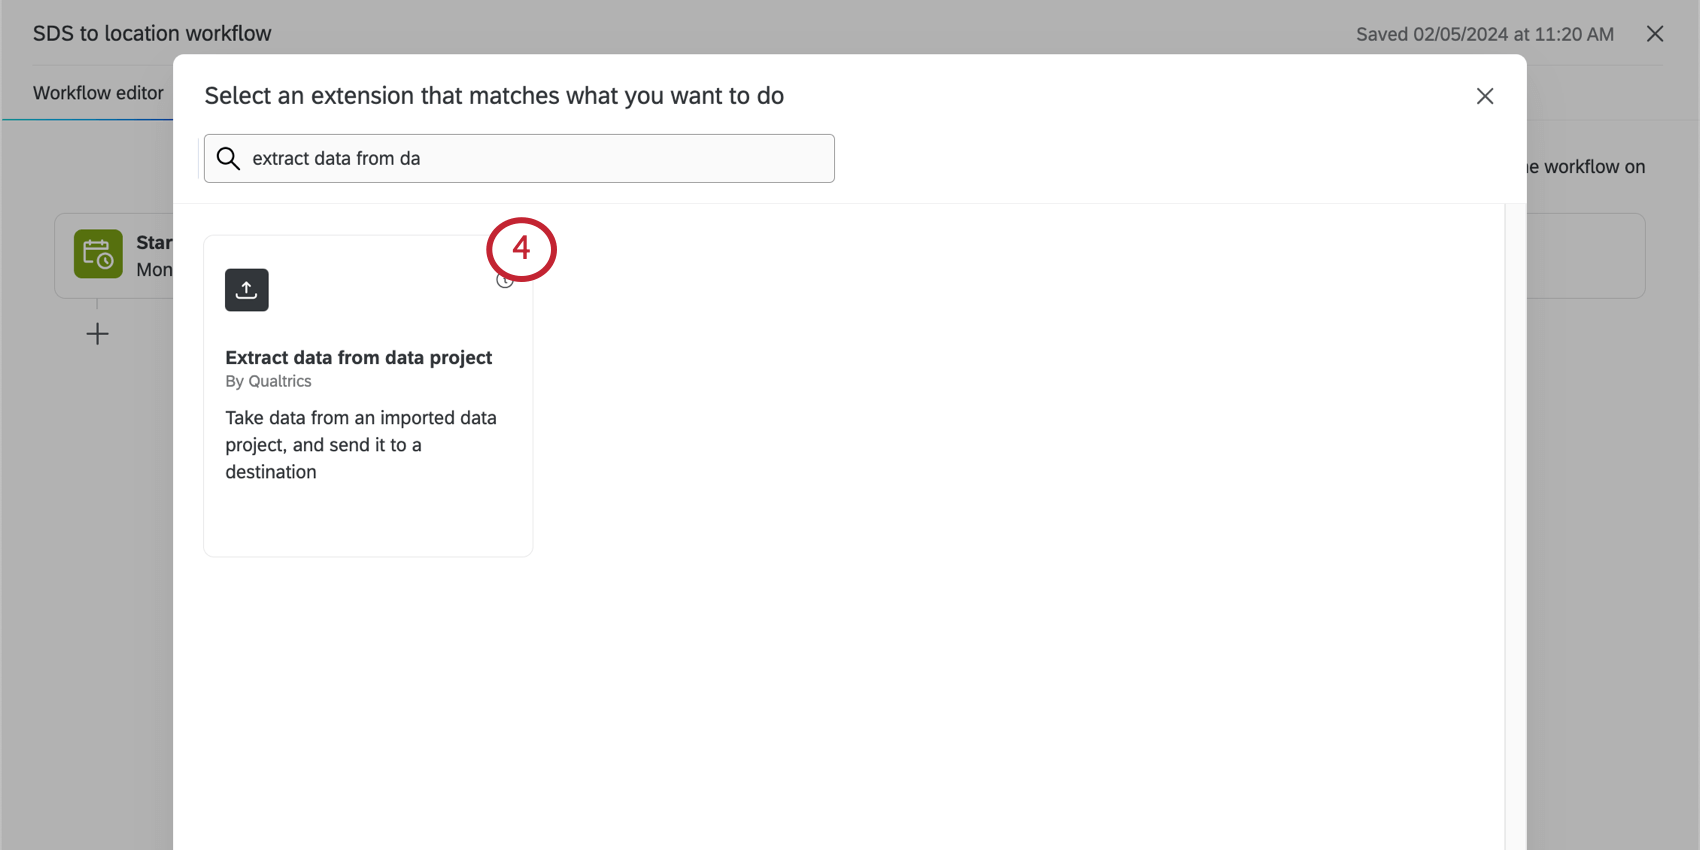 SDS to location workflow
Saved 02/05/2024 at 11:20 AM
Workflow editor
Select an extension that matches what you want to do
extract data from da
workflow on
4
Extract data from data project
By Qualtrics
Take data from an imported data
project, and send it to a
destination